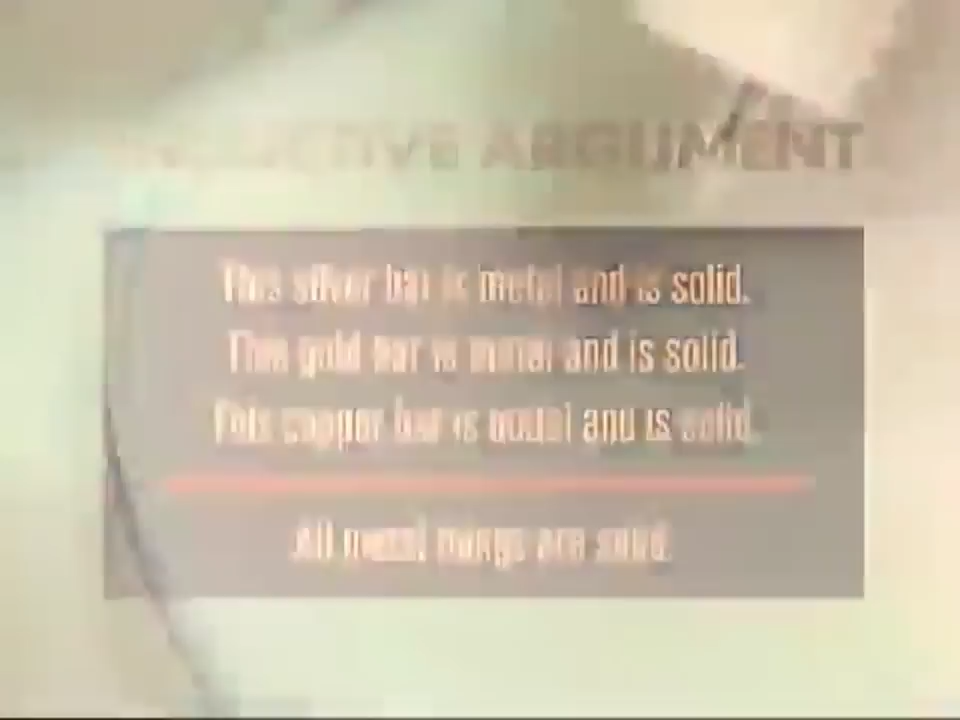 INDUCTIVE ARGUMENT
This silver bar is metal and is solid.
This gold bar is metal and is solid.
This copper bar is metal and is solid.
All metal things are solid.